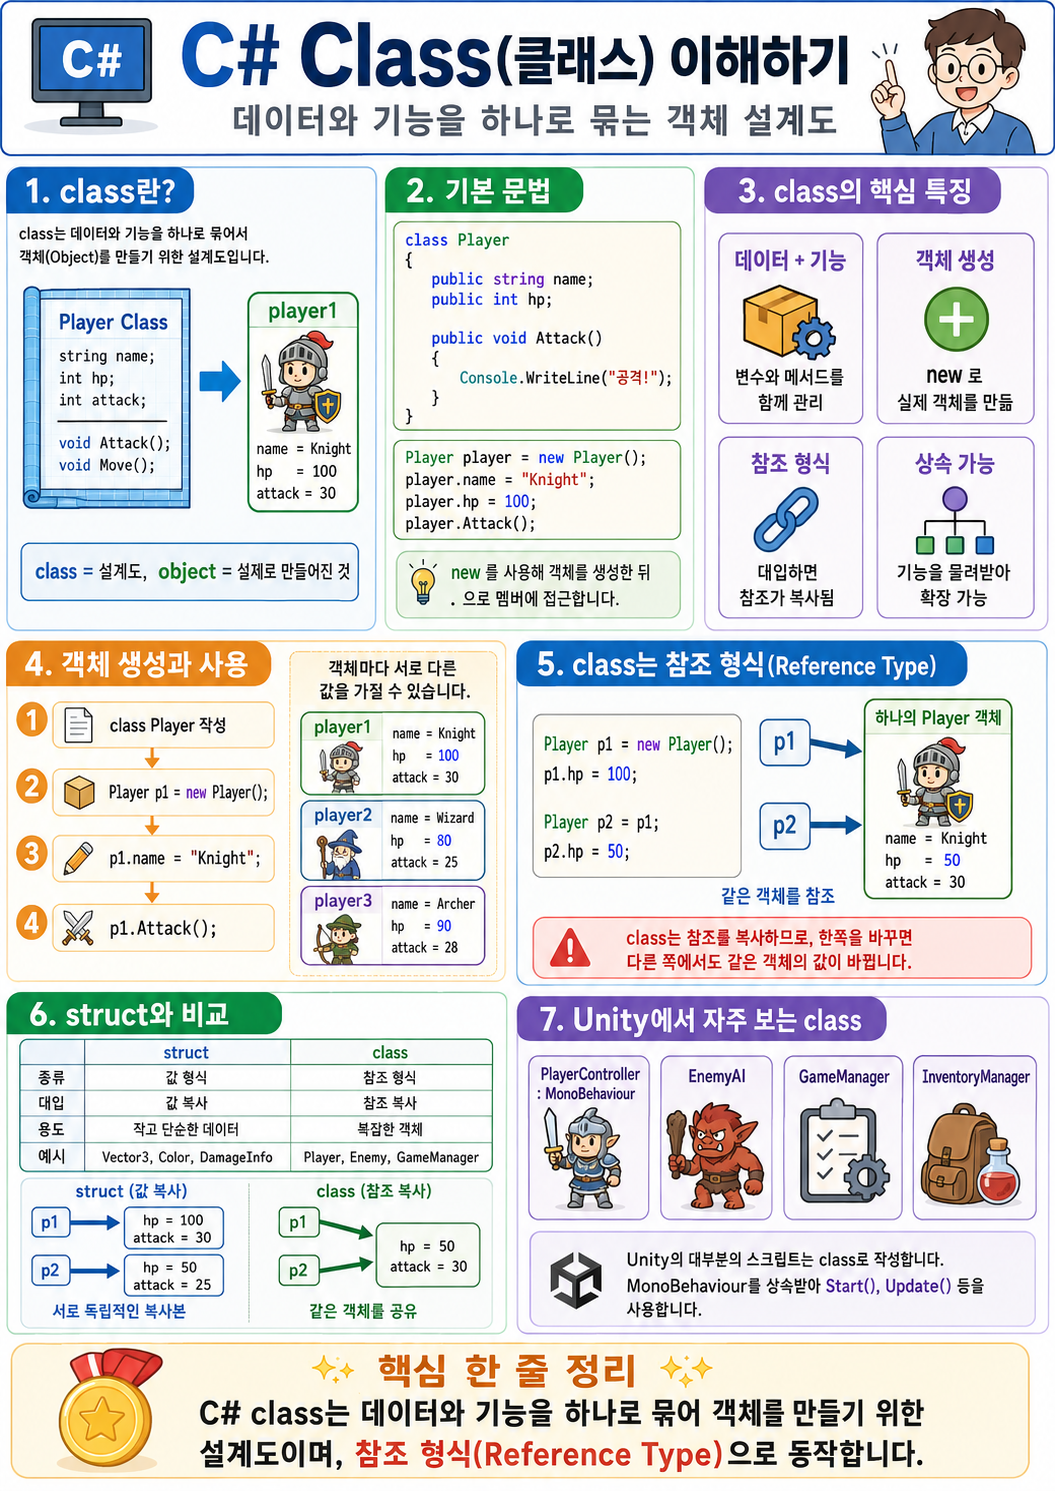 C#
C# Class(클래스) 이해하기
데이터와 기능을 하나로 묶는 객체 설계도
1. class란?
class는 데이터와 기능을 하나로 묶어서
객체(Object)를 만들기 위한 설계도입니다.
Player Class
string name;
int hp;
int attack;
void Attack();
void Move();
player1
name = Knight
hp = 100
attack = 30
class = 설계도, object = 설제로 만들어진 것
2. 기본 문법
class Player
{
public string name;
public int hp;
public void Attack()
{
Console.WriteLine("공격!");
}
}
Player player = new Player();
player.name = "Knight";
player.hp = 100;
player.Attack();
new 를 사용해 객체를 생성한 뒤
. 으로 멤버에 접근합니다.
3. class의 핵심 특징
데이터 + 기능
변수와 메서드를
함께 관리
객체 생성
new 로
실제 객체를 만듦
참조 형식
대입하면
참조가 복사됨
상속 가능
기능을 물려받아
확장 가능
4. 객체 생성과 사용
1
class Player 작성
2
Player p1 = new Player();
3
p1.name = "Knight";
4
p1.Attack();
객체마다 서로 다른
값을 가질 수 있습니다.
player1
name = Knight
hp = 100
attack = 30
player2
name = Wizard
hp = 80
attack = 25
player3
name = Archer
hp = 90
attack = 28
5. class는 참조 형식(Reference Type)
Player p1 = new Player();
p1.hp = 100;
Player p2 = p1;
p2.hp = 50;
p1
p2
같은 객체를 참조
하나의 Player 객체
name = Knight
hp = 50
attack = 30
class는 참조를 복사하므로, 한쪽을 바꾸면
다른 쪽에서도 같은 객체의 값이 바뀝니다.
6. struct와 비교
struct class
종류 값 형식 참조 형식
대입 값 복사 참조 복사
용도 작고 단순한 데이터 복잡한 객체
예시 Vector3, Color, DamageInfo Player, Enemy, GameManager
struct (값 복사)
p1
hp = 100
attack = 30
p2
hp = 50
attack = 25
서로 독립적인 복사본
class (참조 복사)
p1
p2
hp = 50
attack = 30
같은 객체를 공유
7. Unity에서 자주 보는 class
PlayerController
: MonoBehaviour
EnemyAI
GameManager
InventoryManager
Unity의 대부분의 스크립트는 class로 작성합니다.
MonoBehaviour를 상속받아 Start(), Update() 등을
사용합니다.
핵심 한 줄 정리
C# class는 데이터와 기능을 하나로 묶어 객체를 만들기 위한
설계도이며, 참조 형식(Reference Type)으로 동작합니다.